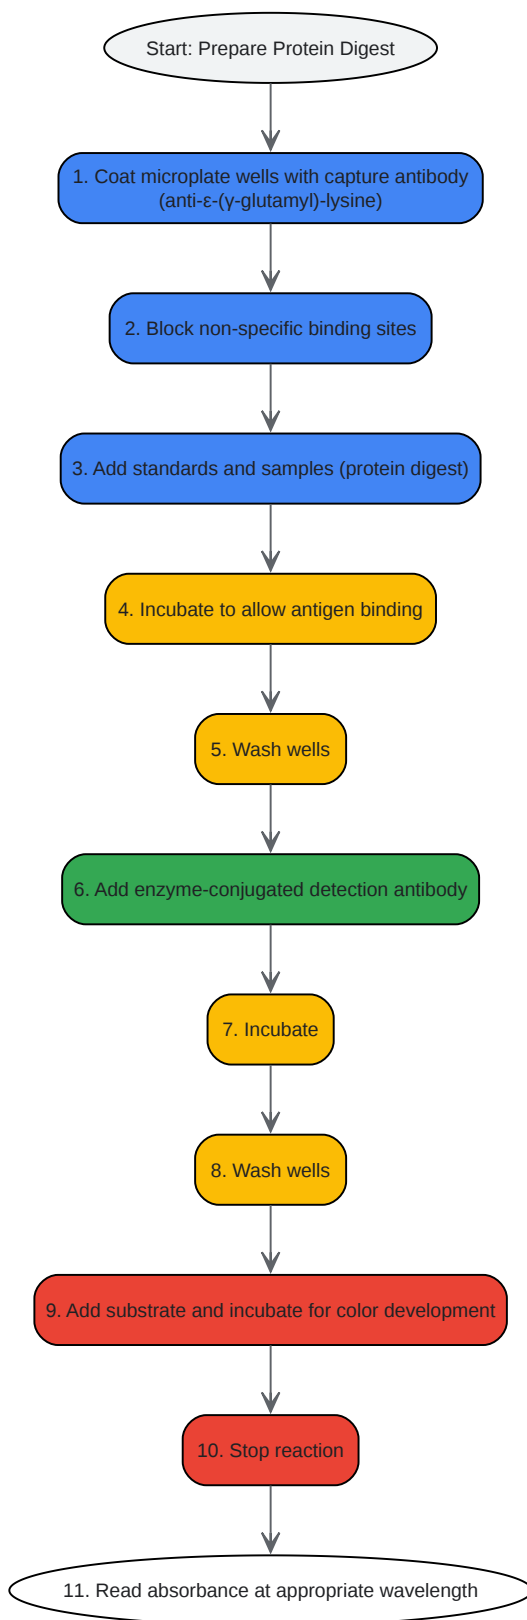 Start: Prepare Protein Digest
1. Coat microplate wells with capture antibody
(anti-ε-(γ-glutamyl)-lysine)
2. Block non-specific binding sites
3. Add standards and samples (protein digest)
4. Incubate to allow antigen binding
5. Wash wells
6. Add enzyme-conjugated detection antibody
7. Incubate
8. Wash wells
9. Add substrate and incubate for color development
10. Stop reaction
11. Read absorbance at appropriate wavelength